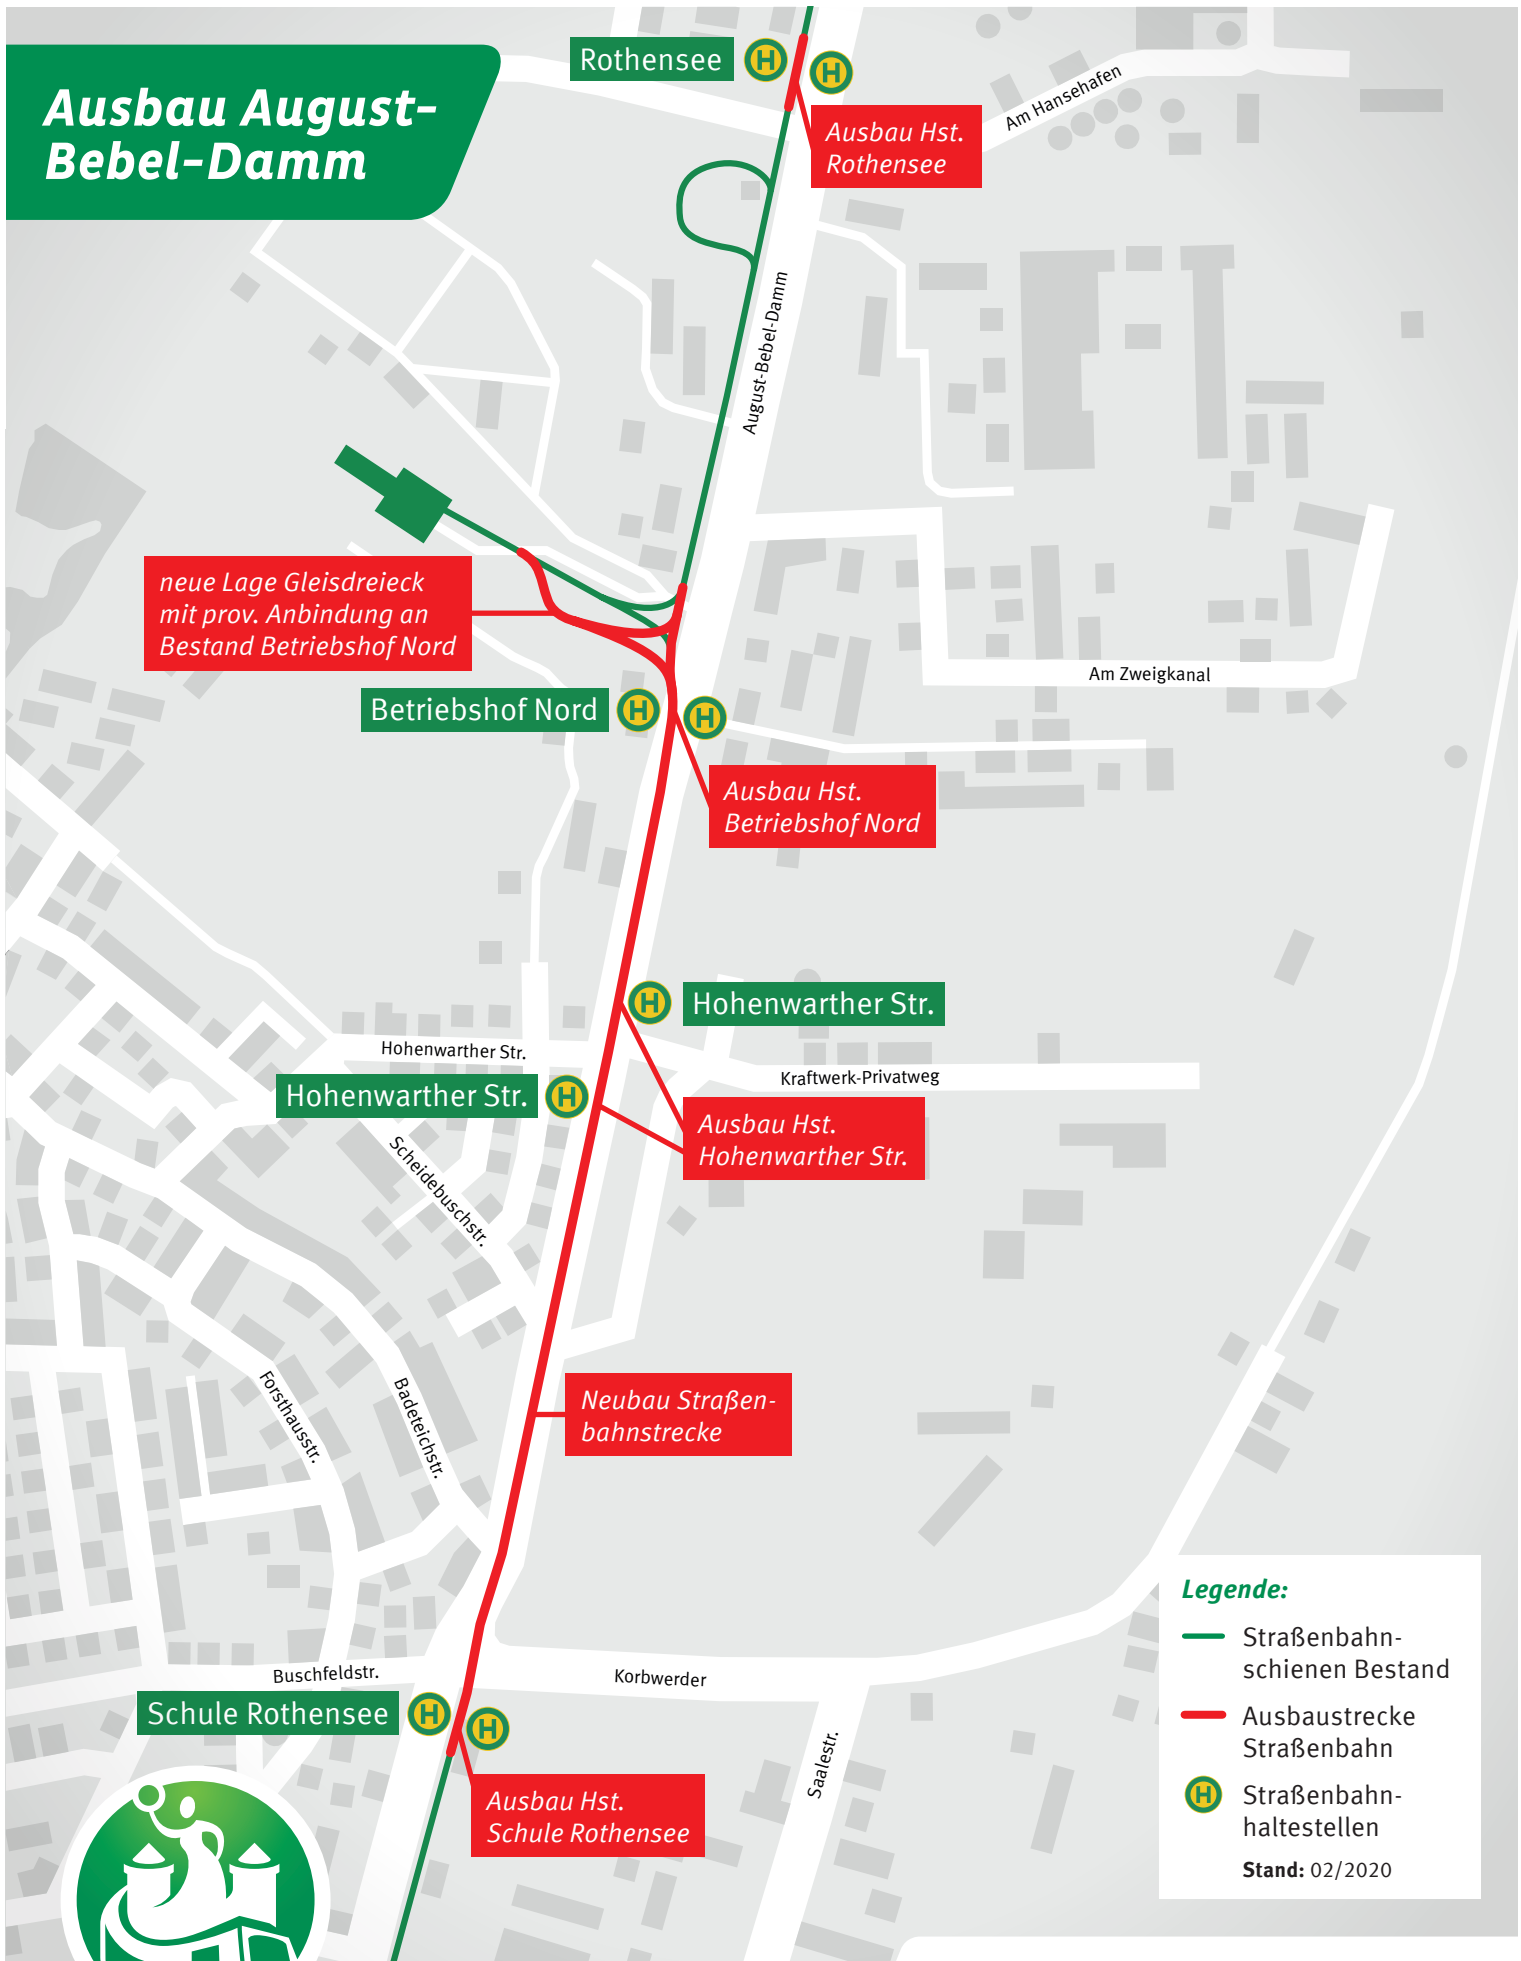 Ausbau August-
Bebel-Damm
Rothensee
H
H
Am Hansehafen
Ausbau Hst.
Rothensee
August-Bebel-Damm
neue Lage Gleisdreieck
mit prov. Anbindung an
Bestand Betriebshof Nord
Am Zweigkanal
Betriebshof Nord
H
H
Ausbau Hst.
Betriebshof Nord
H
Hohenwarther Str.
Hohenwarther Str.
Kraftwerk-Privatweg
Hohenwarther Str.
H
Ausbau Hst.
Hohenwarther Str.
Scheidebuschstr.
Forsthausstr.
Badeteichstr.
Neubau Straßen-
bahnstrecke
Buschfeldstr.
Korbwerder
Schule Rothensee
H
H
Saalestr.
Ausbau Hst.
Schule Rothensee
Legende:
Straßenbahn-
schienen Bestand
Ausbaustrecke
Straßenbahn
H
Straßenbahn-
haltestellen
Stand: 02/2020